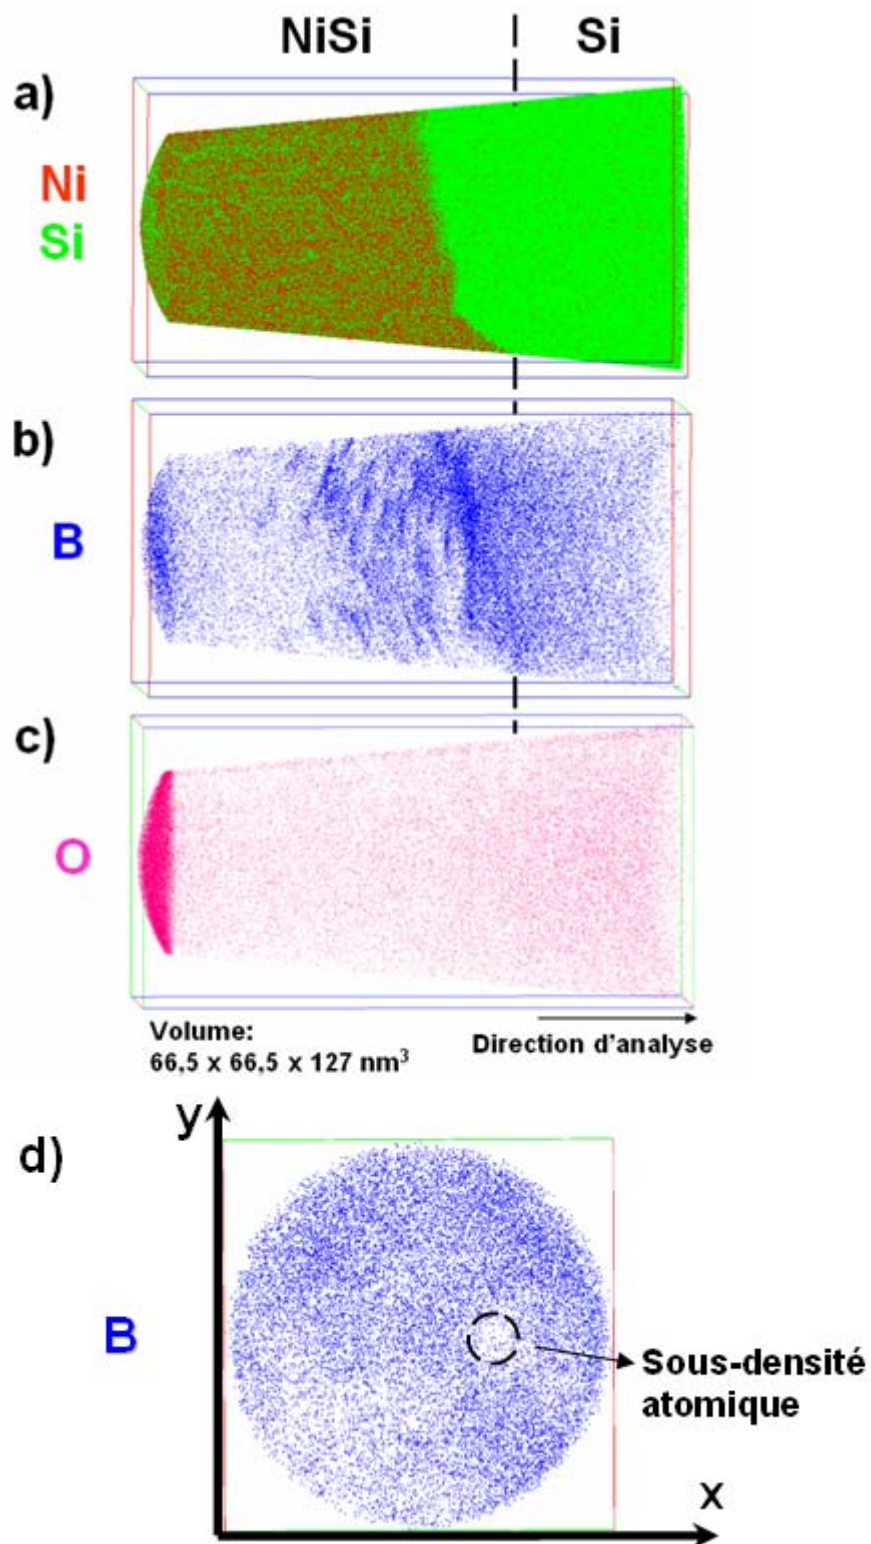 NiSi
Si
a)
Ni
Si
b)
B
c)
O
Volume:
66,5 x 66,5 x 127 nm³
Direction d'analyse
d)
y
B
Sous-densité
atomique
x